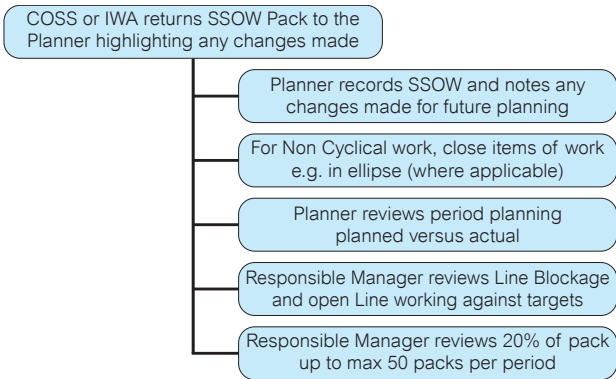 COSS or IWA returns SSOW Pack to the
Planner highlighting any changes made
Planner records SSOW and notes any
changes made for future planning
For Non Cyclical work, close items of work
e.g. in ellipse (where applicable)
Planner reviews period planning
planned versus actual
Responsible Manager reviews Line Blockage
and open Line working against targets
Responsible Manager reviews 20% of pack
up to max 50 packs per period